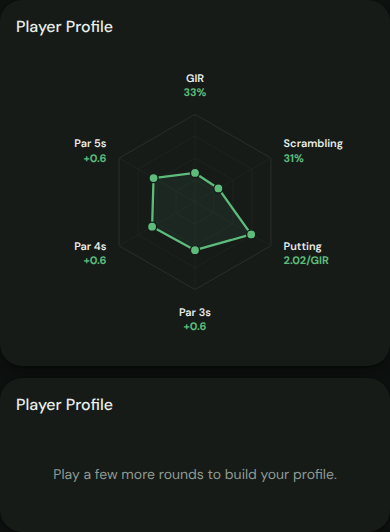 Player Profile
GIR
33%
Par 5s
+0.6
Scrambling
31%
Par 4s
+0.6
Putting
2.02/GIR
Par 3s
+0.6
Player Profile
Play a few more rounds to build your profile.